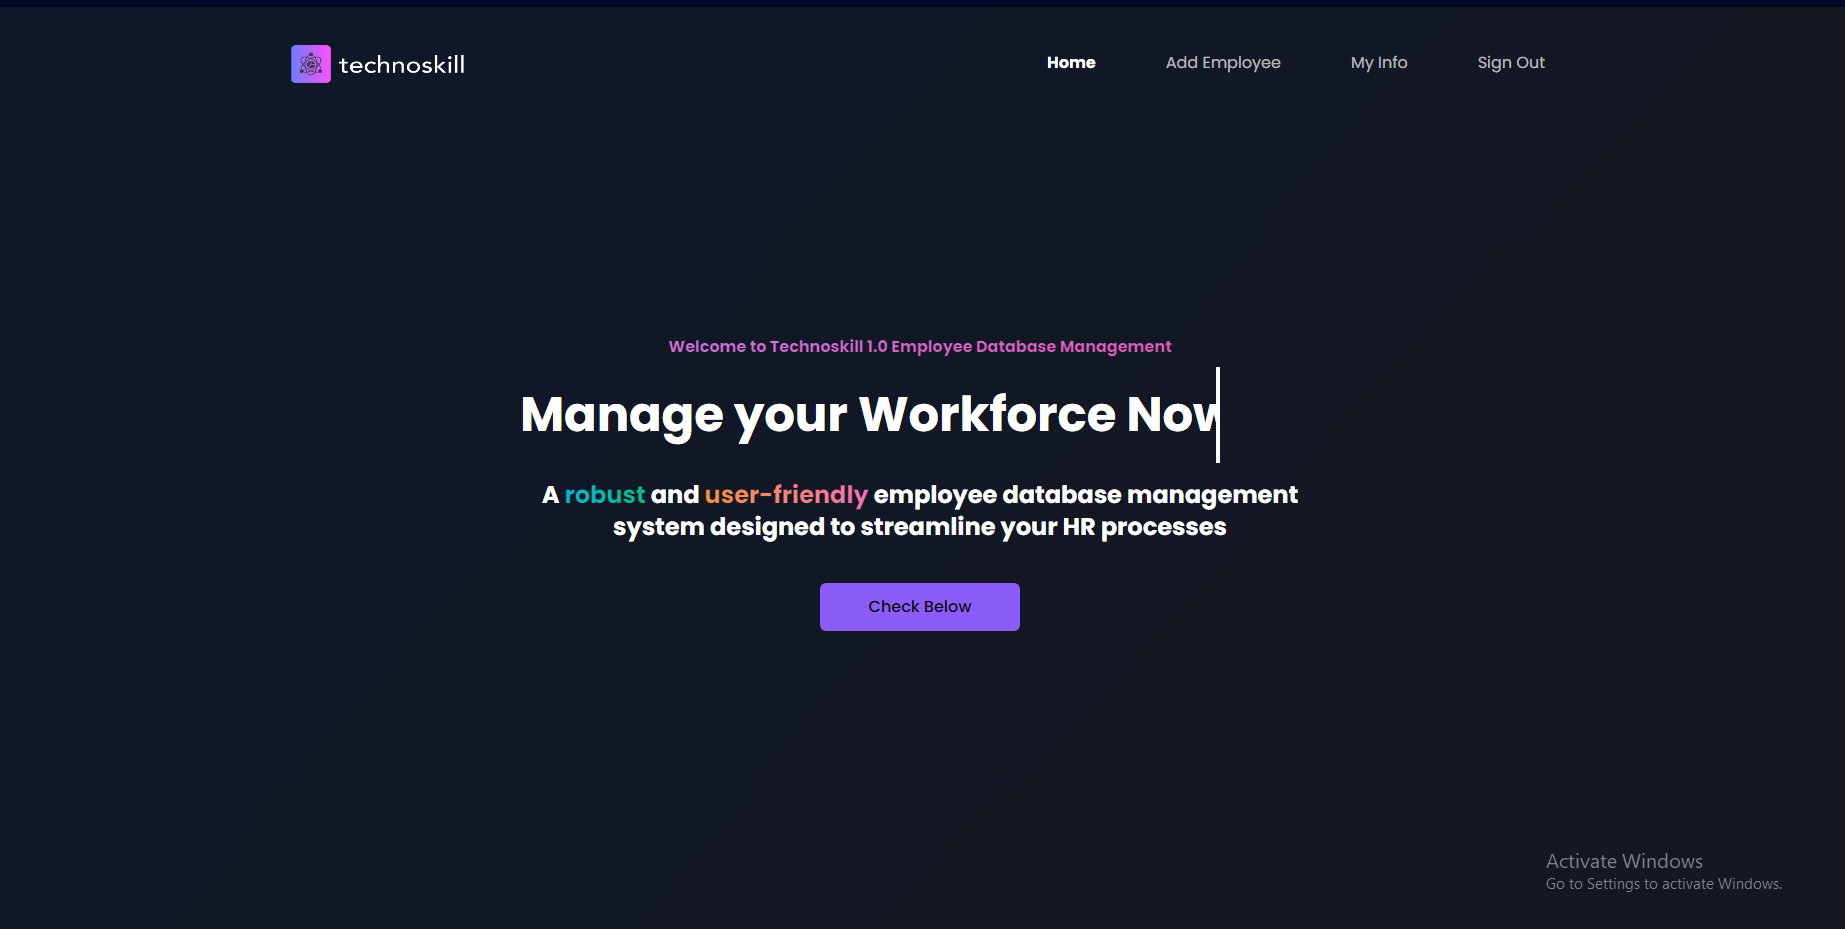 technoskill
Home
Add Employee
My Info
Sign Out
Welcome to Technoskill 1.0 Employee Database Management
Manage your Workforce Now
A robust and user-friendly employee database management
system designed to streamline your HR processes
Check Below
Activate Windows
Go to Settings to activate Windows.